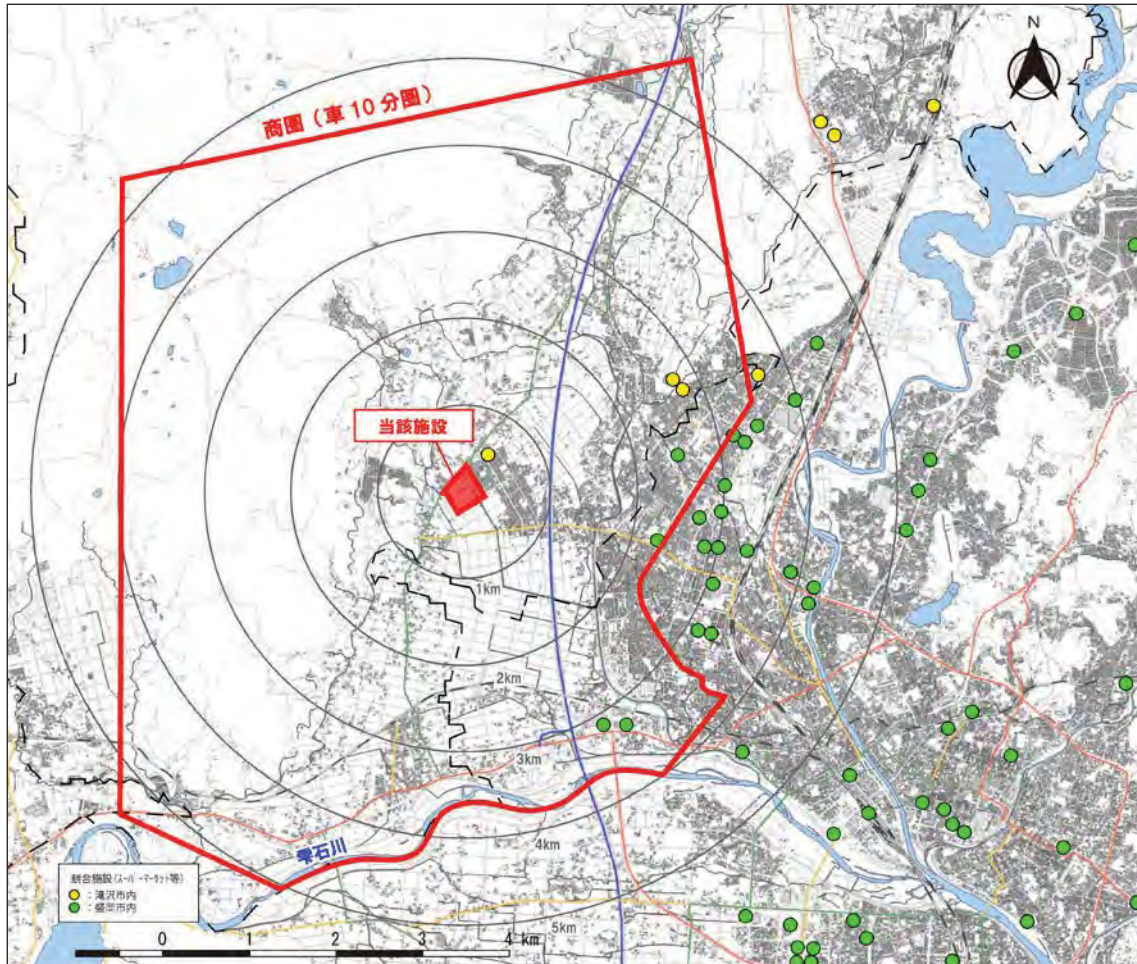 N
商圏(車10分圏)
当該施設
1km
2km
3km
4km
5km
雫石川
競合施設(スーパーマーケット等)
:滝沢市内
:盛岡市内
0 1 2 3 4 km